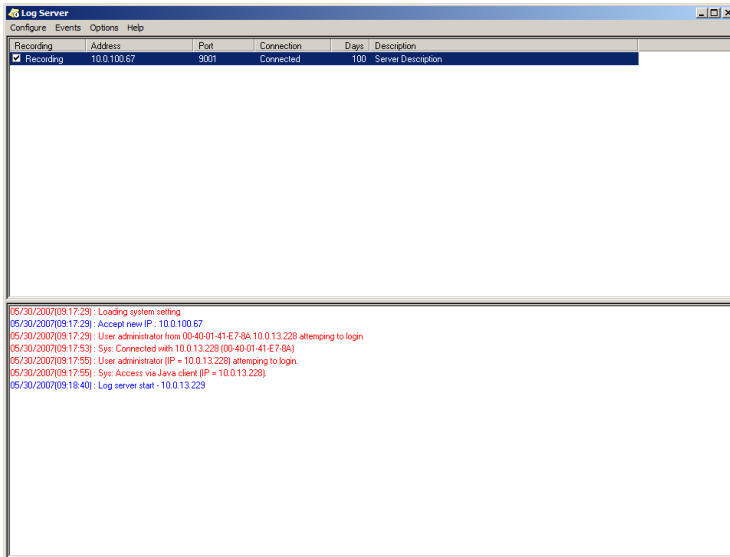 Log Server
Configure Events Options Help
Recording Address Port Connection Days Description
Recording 10.0.100.67 9001 Connected 100 Server Description
05/30/2007(09:17:29) : Loading system setting
05/30/2007(09:17:29) : Accept new IP : 10.0.100.67
05/30/2007(09:17:29) : User administrator from 00-40-01-41-E7-8A 10.0.13.228 attemping to login
05/30/2007(09:17:53) : Sys: Connected with 10.0.13.228 (00-40-01-41-E7-8A)
05/30/2007(09:17:55) : User administrator (IP = 10.0.13.228) attemping to login.
05/30/2007(09:17:55) : Sys: Access via Java client (IP = 10.0.13.228).
05/30/2007(09:18:40) : Log server start - 10.0.13.229